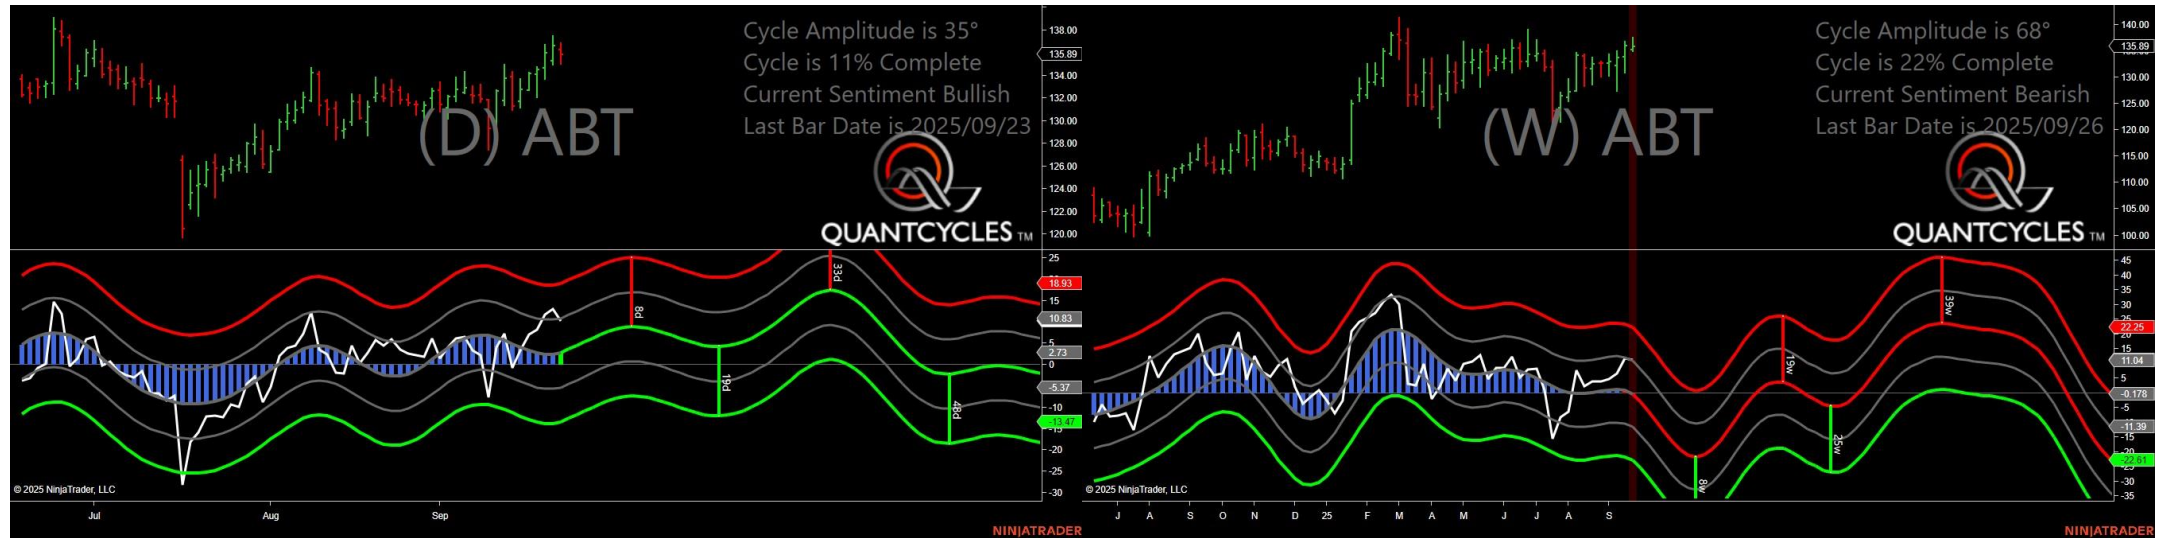 Cycle Amplitude is 35°
Cycle is 11% Complete
Current Sentiment Bullish
Last Bar Date is 2025/09/23
(D) ABT
QUANTCYCLES TM
138.00
135.89
134.00
132.00
130.00
128.00
126.00
124.00
122.00
120.00
25
18.93
15
10.83
5
2.73
0
-5.37
-10
-13.47
-20
-25
-30
8d
19d
33d
48d
© 2025 NinjaTrader, LLC
Jul
Aug
Sep
NINJATRADER
Cycle Amplitude is 68°
Cycle is 22% Complete
Current Sentiment Bearish
Last Bar Date is 2025/09/26
(W) ABT
QUANTCYCLES TM
140.00
135.89
130.00
125.00
120.00
115.00
110.00
105.00
100.00
45
40
35
30
22.25
11.04
5
-0.178
-5
-11.39
-15
-22.61
-30
-35
8w
19w
25w
39w
© 2025 NinjaTrader, LLC
J A S O N D 25 F M A M J J A S
NINJATRADER